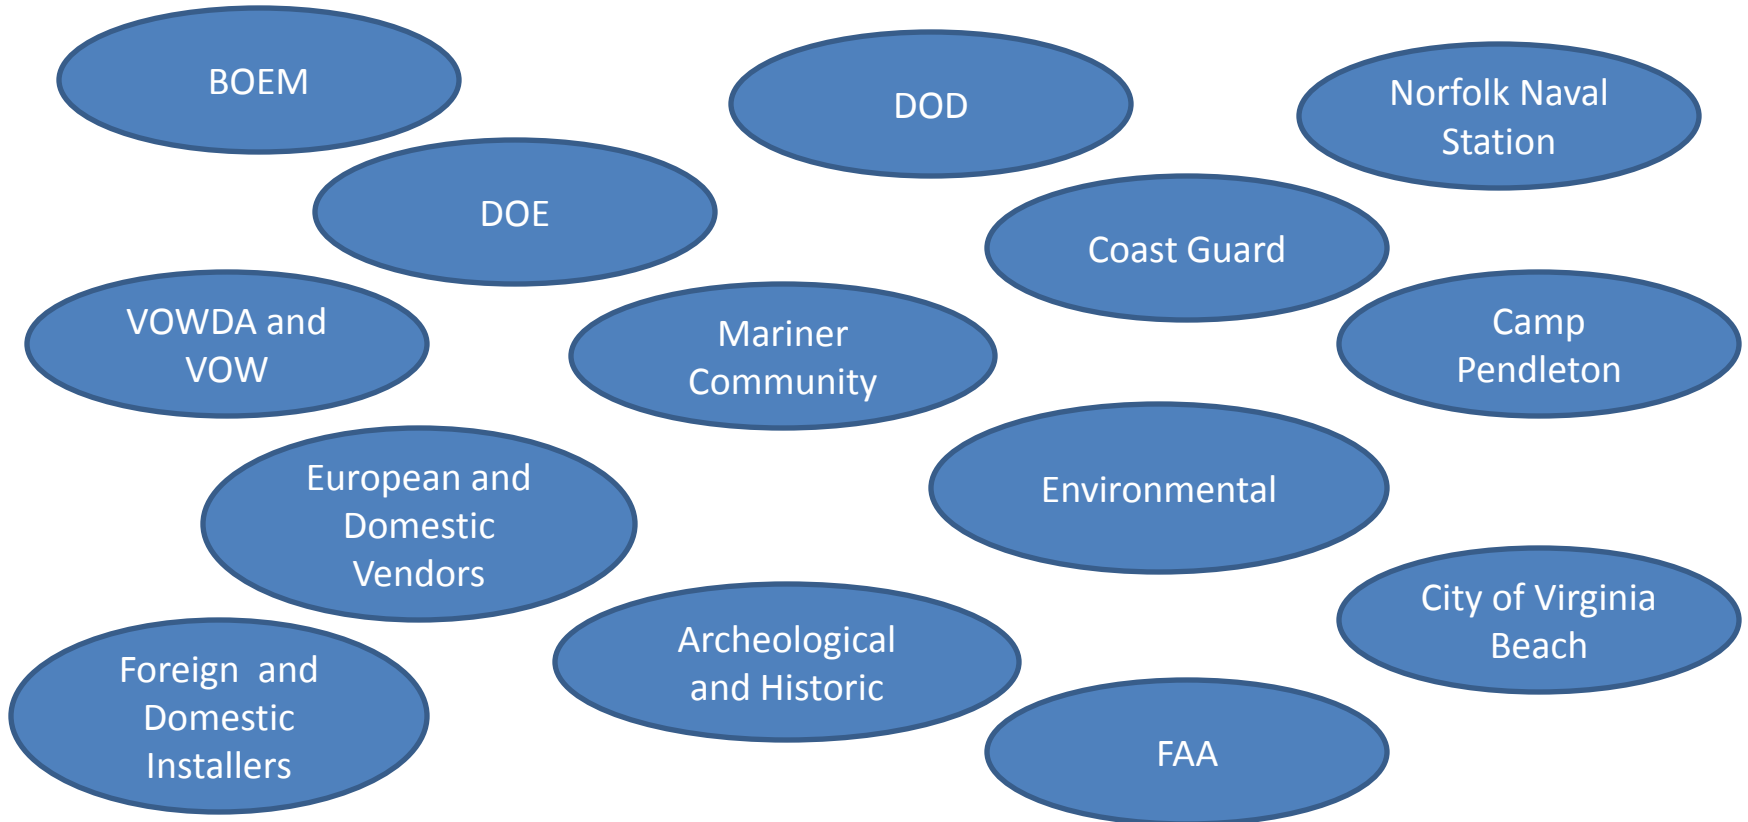 BOEM
DOD
Norfolk Naval
Station
DOE
Coast Guard
VOWDA and
VOW
Mariner
Community
Camp
Pendleton
European and
Domestic
Vendors
Environmental
City of Virginia
Beach
Archeological
and Historic
Foreign  and
Domestic
Installers
FAA